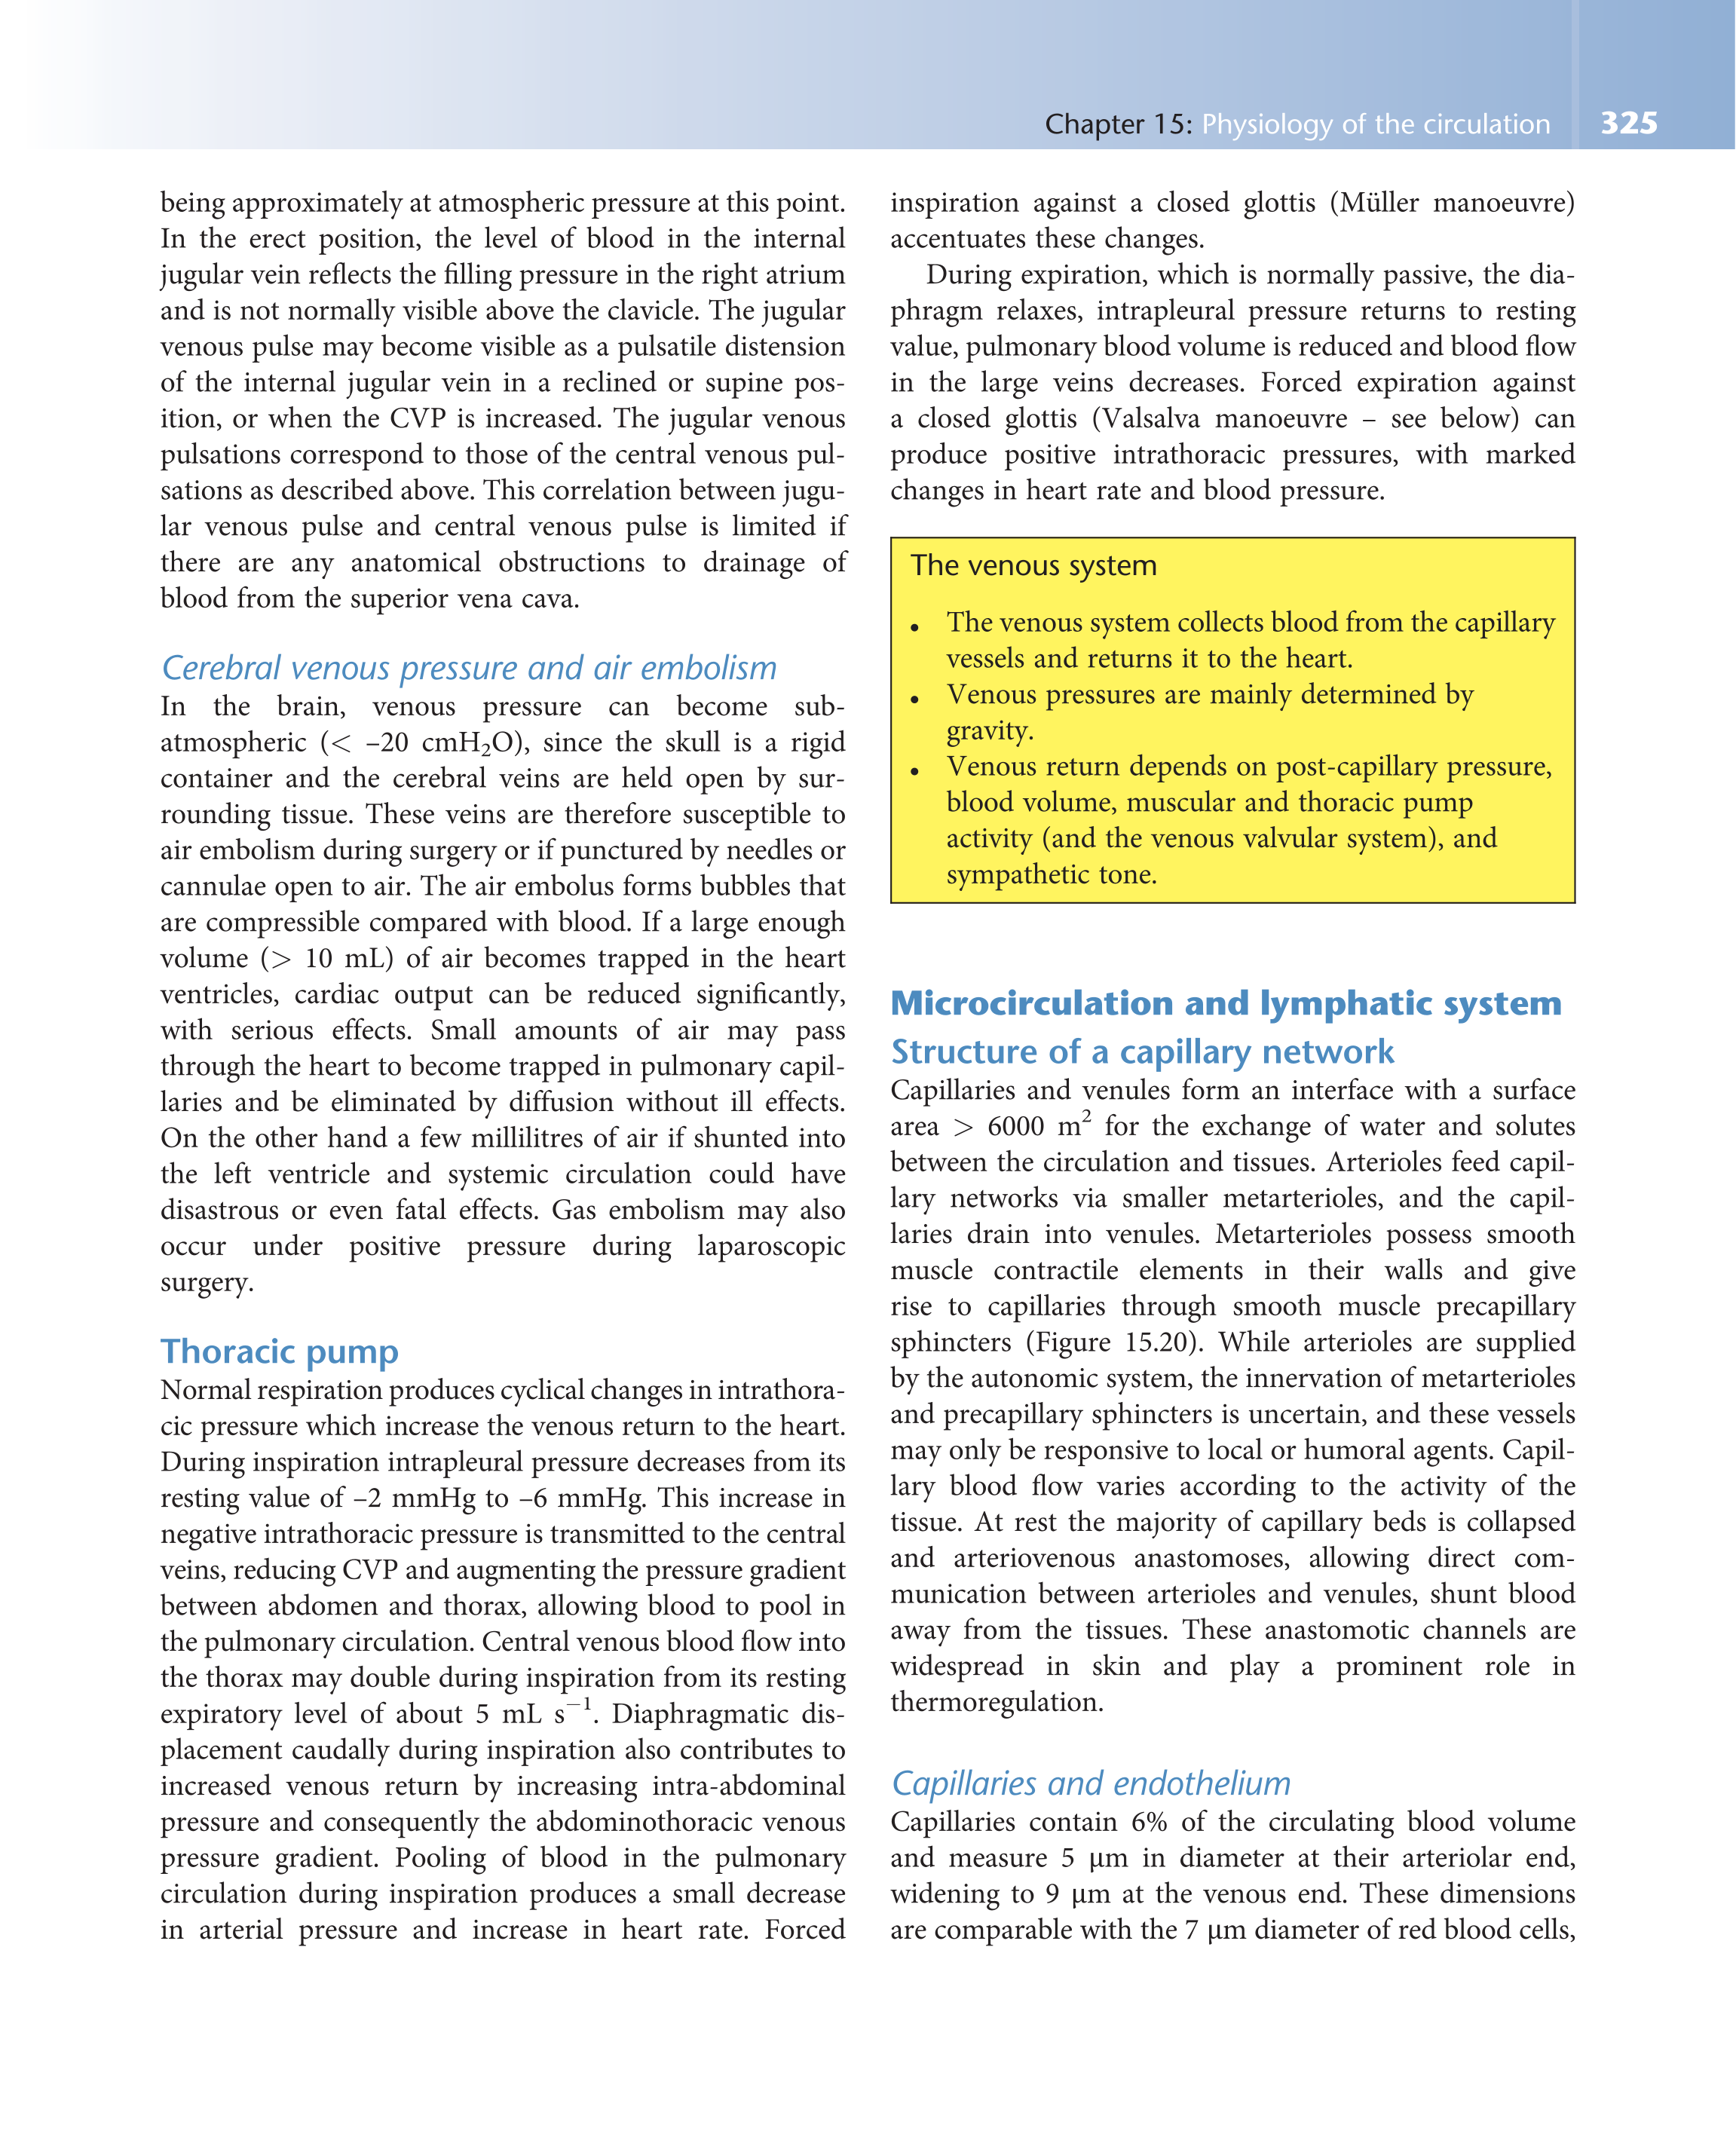 Chapter 15: Physiology of the circulation 325
being approximately at atmospheric pressure at this point.
In the erect position, the level of blood in the internal
jugular vein reflects the filling pressure in the right atrium
and is not normally visible above the clavicle. The jugular
venous pulse may become visible as a pulsatile distension
of the internal jugular vein in a reclined or supine pos-
ition, or when the CVP is increased. The jugular venous
pulsations correspond to those of the central venous pul-
sations as described above. This correlation between jugu-
lar venous pulse and central venous pulse is limited if
there are any anatomical obstructions to drainage of
blood from the superior vena cava.
Cerebral venous pressure and air embolism
In the brain, venous pressure can become sub-
atmospheric (< –20 cmH₂O), since the skull is a rigid
container and the cerebral veins are held open by sur-
rounding tissue. These veins are therefore susceptible to
air embolism during surgery or if punctured by needles or
cannulae open to air. The air embolus forms bubbles that
are compressible compared with blood. If a large enough
volume (> 10 mL) of air becomes trapped in the heart
ventricles, cardiac output can be reduced significantly,
with serious effects. Small amounts of air may pass
through the heart to become trapped in pulmonary capil-
laries and be eliminated by diffusion without ill effects.
On the other hand a few millilitres of air if shunted into
the left ventricle and systemic circulation could have
disastrous or even fatal effects. Gas embolism may also
occur under positive pressure during laparoscopic
surgery.
Thoracic pump
Normal respiration produces cyclical changes in intrathora-
cic pressure which increase the venous return to the heart.
During inspiration intrapleural pressure decreases from its
resting value of –2 mmHg to –6 mmHg. This increase in
negative intrathoracic pressure is transmitted to the central
veins, reducing CVP and augmenting the pressure gradient
between abdomen and thorax, allowing blood to pool in
the pulmonary circulation. Central venous blood flow into
the thorax may double during inspiration from its resting
expiratory level of about 5 mL s⁻¹. Diaphragmatic dis-
placement caudally during inspiration also contributes to
increased venous return by increasing intra-abdominal
pressure and consequently the abdominothoracic venous
pressure gradient. Pooling of blood in the pulmonary
circulation during inspiration produces a small decrease
in arterial pressure and increase in heart rate. Forced
inspiration against a closed glottis (Müller manoeuvre)
accentuates these changes.
During expiration, which is normally passive, the dia-
phragm relaxes, intrapleural pressure returns to resting
value, pulmonary blood volume is reduced and blood flow
in the large veins decreases. Forced expiration against
a closed glottis (Valsalva manoeuvre – see below) can
produce positive intrathoracic pressures, with marked
changes in heart rate and blood pressure.
The venous system
• The venous system collects blood from the capillary
vessels and returns it to the heart.
• Venous pressures are mainly determined by
gravity.
• Venous return depends on post-capillary pressure,
blood volume, muscular and thoracic pump
activity (and the venous valvular system), and
sympathetic tone.
Microcirculation and lymphatic system
Structure of a capillary network
Capillaries and venules form an interface with a surface
area > 6000 m² for the exchange of water and solutes
between the circulation and tissues. Arterioles feed capil-
lary networks via smaller metarterioles, and the capil-
laries drain into venules. Metarterioles possess smooth
muscle contractile elements in their walls and give
rise to capillaries through smooth muscle precapillary
sphincters (Figure 15.20). While arterioles are supplied
by the autonomic system, the innervation of metarterioles
and precapillary sphincters is uncertain, and these vessels
may only be responsive to local or humoral agents. Capil-
lary blood flow varies according to the activity of the
tissue. At rest the majority of capillary beds is collapsed
and arteriovenous anastomoses, allowing direct com-
munication between arterioles and venules, shunt blood
away from the tissues. These anastomotic channels are
widespread in skin and play a prominent role in
thermoregulation.
Capillaries and endothelium
Capillaries contain 6% of the circulating blood volume
and measure 5 μm in diameter at their arteriolar end,
widening to 9 μm at the venous end. These dimensions
are comparable with the 7 μm diameter of red blood cells,